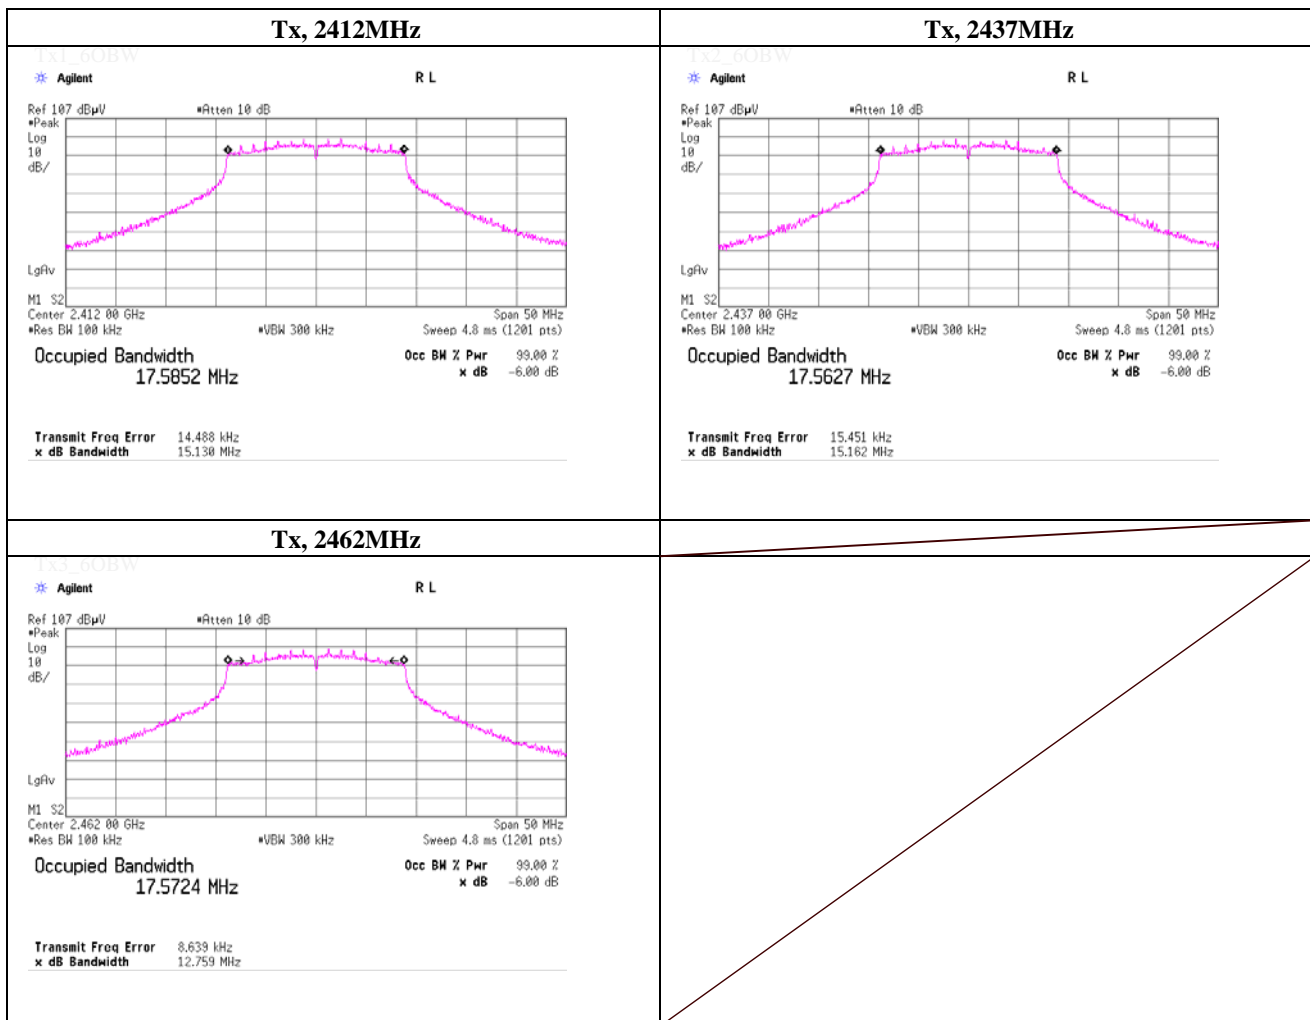 Tx, 2412MHz
Tx1_6OBW
Agilent
R L
Ref 107 dBµV
*Atten 10 dB
*Peak
Log
10
dB/
LgAv
M1 S2
Center 2.412 00 GHz
Span 50 MHz
*Res BW 100 kHz
*VBW 300 kHz
Sweep 4.8 ms (1201 pts)
Occupied Bandwidth
17.5852 MHz
Occ BW % Pwr 99.00 %
x dB -6.00 dB
Transmit Freq Error 14.488 kHz
x dB Bandwidth 15.130 MHz
Tx, 2437MHz
Tx2_6OBW
Agilent
R L
Ref 107 dBµV
*Atten 10 dB
*Peak
Log
10
dB/
LgAv
M1 S2
Center 2.437 00 GHz
Span 50 MHz
*Res BW 100 kHz
*VBW 300 kHz
Sweep 4.8 ms (1201 pts)
Occupied Bandwidth
17.5627 MHz
Occ BW % Pwr 99.00 %
x dB -6.00 dB
Transmit Freq Error 15.451 kHz
x dB Bandwidth 15.162 MHz
Tx, 2462MHz
Tx3_6OBW
Agilent
R L
Ref 107 dBµV
*Atten 10 dB
*Peak
Log
10
dB/
LgAv
M1 S2
Center 2.462 00 GHz
Span 50 MHz
*Res BW 100 kHz
*VBW 300 kHz
Sweep 4.8 ms (1201 pts)
Occupied Bandwidth
17.5724 MHz
Occ BW % Pwr 99.00 %
x dB -6.00 dB
Transmit Freq Error 8.639 kHz
x dB Bandwidth 12.759 MHz